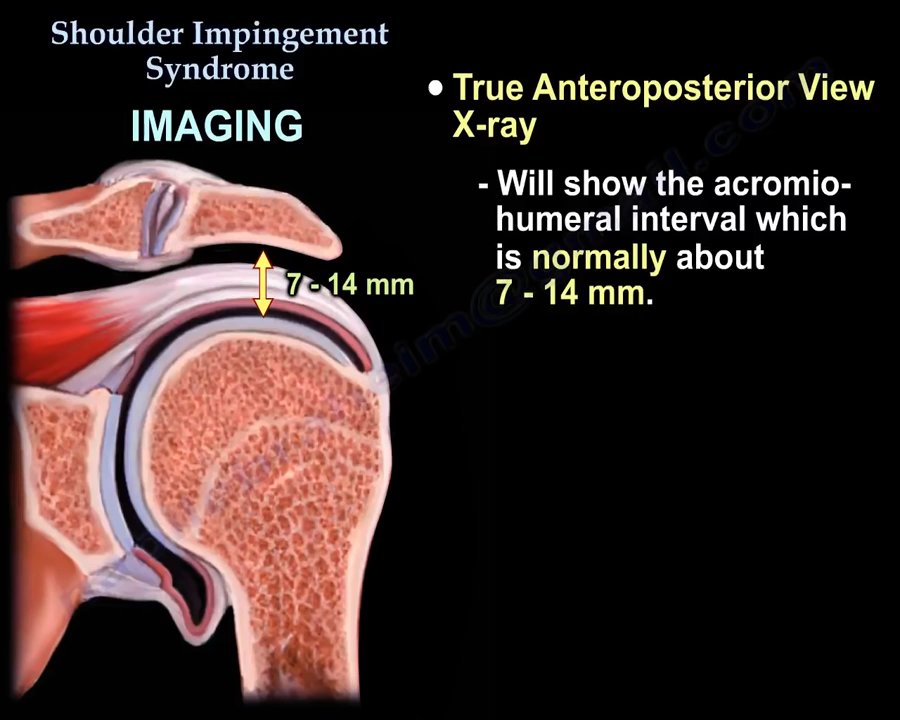 Shoulder Impingement
Syndrome
IMAGING
• True Anteroposterior View
X-ray
- Will show the acromio-
humeral interval which
is normally about
7 - 14 mm.
7 - 14 mm